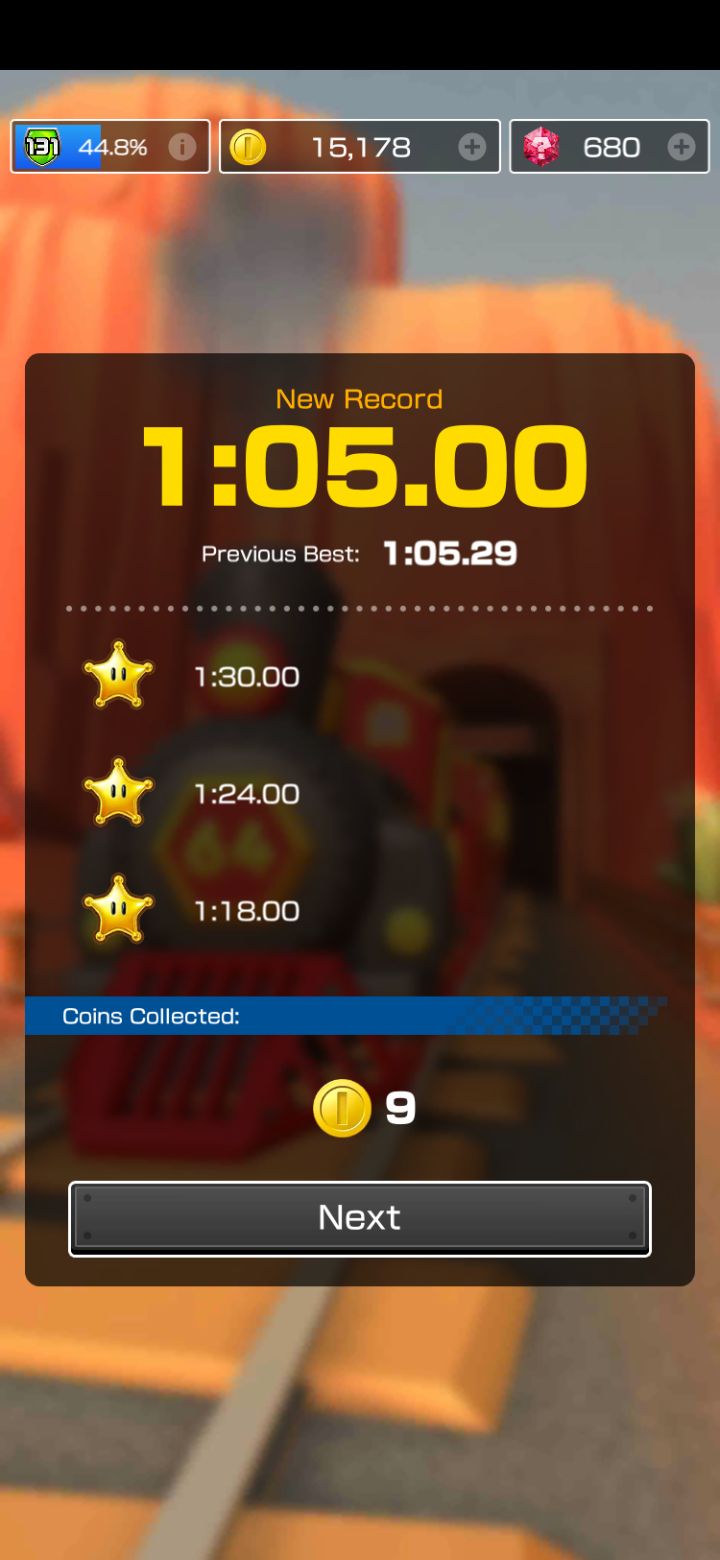 131 44.8% i 15,178 + ? 680 +
New Record
1:05.00
Previous Best: 1:05.29
1:30.00
1:24.00
64
1:18.00
Coins Collected:
9
Next